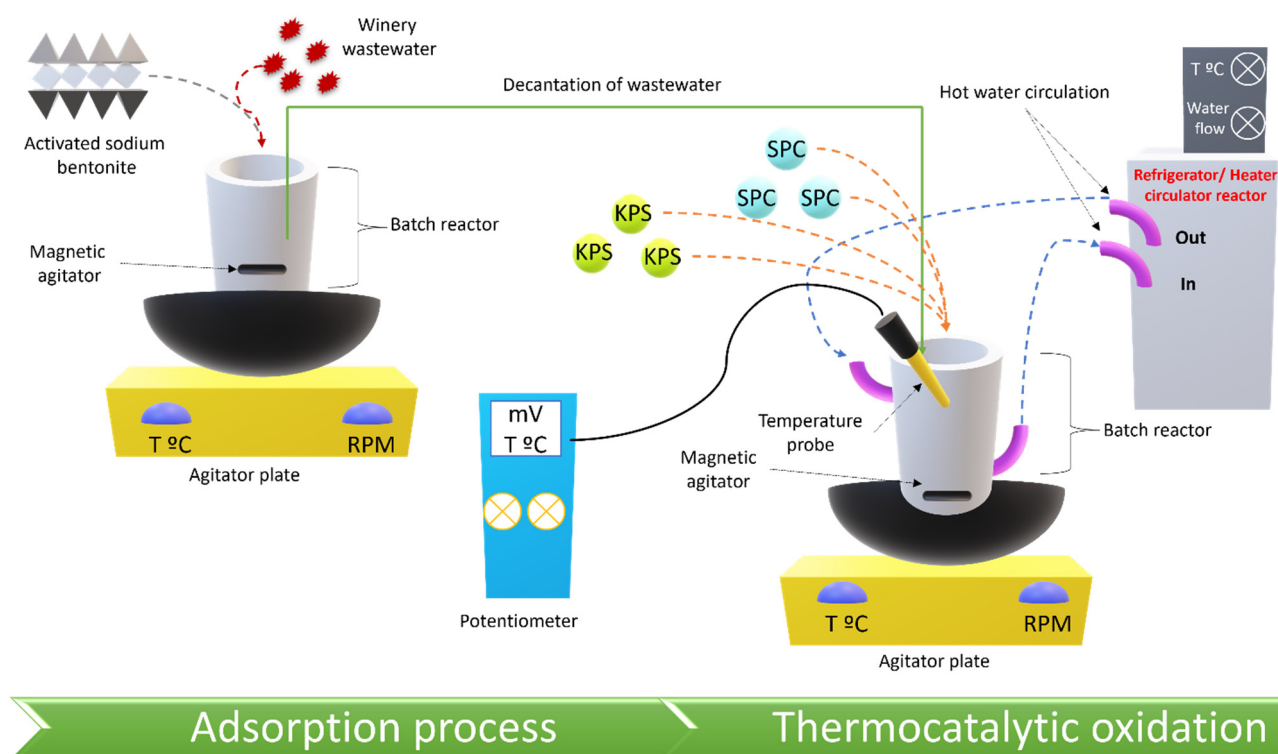 Winery
wastewater
Activated sodium
bentonite
Decantation of wastewater
Hot water circulation
T ºC
Water
flow
Refrigerator/ Heater
circulator reactor
Out
In
SPC
SPC
SPC
KPS
KPS
KPS
Batch reactor
Magnetic
agitator
T ºC
RPM
Agitator plate
mV
T ºC
Potentiometer
Temperature
probe
Magnetic
agitator
Batch reactor
T ºC
RPM
Agitator plate
Adsorption process
Thermocatalytic oxidation